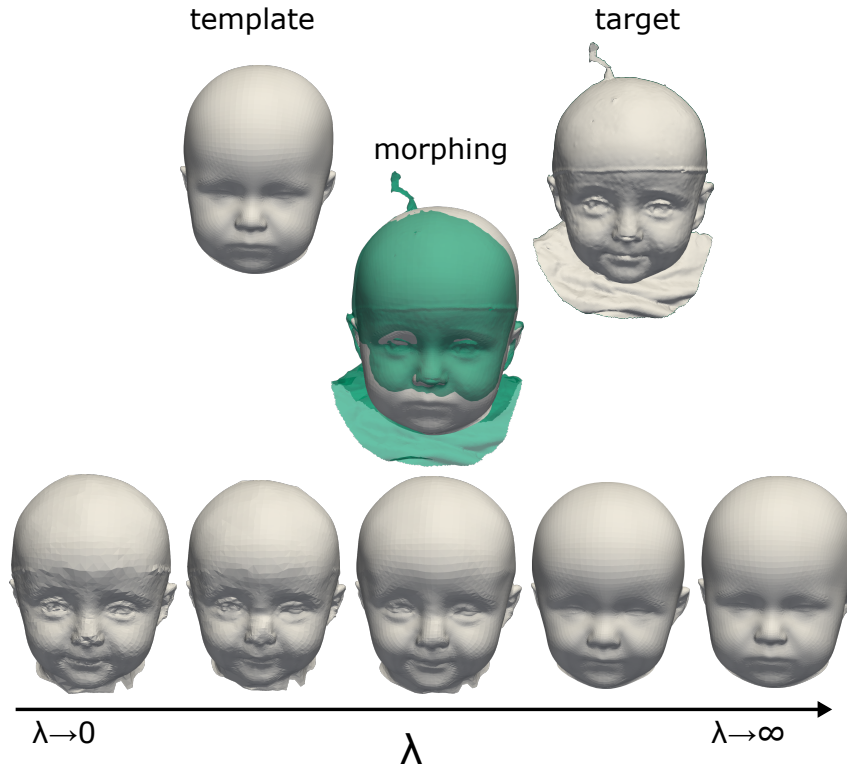 template
target
morphing
λ→0
λ→∞
λ